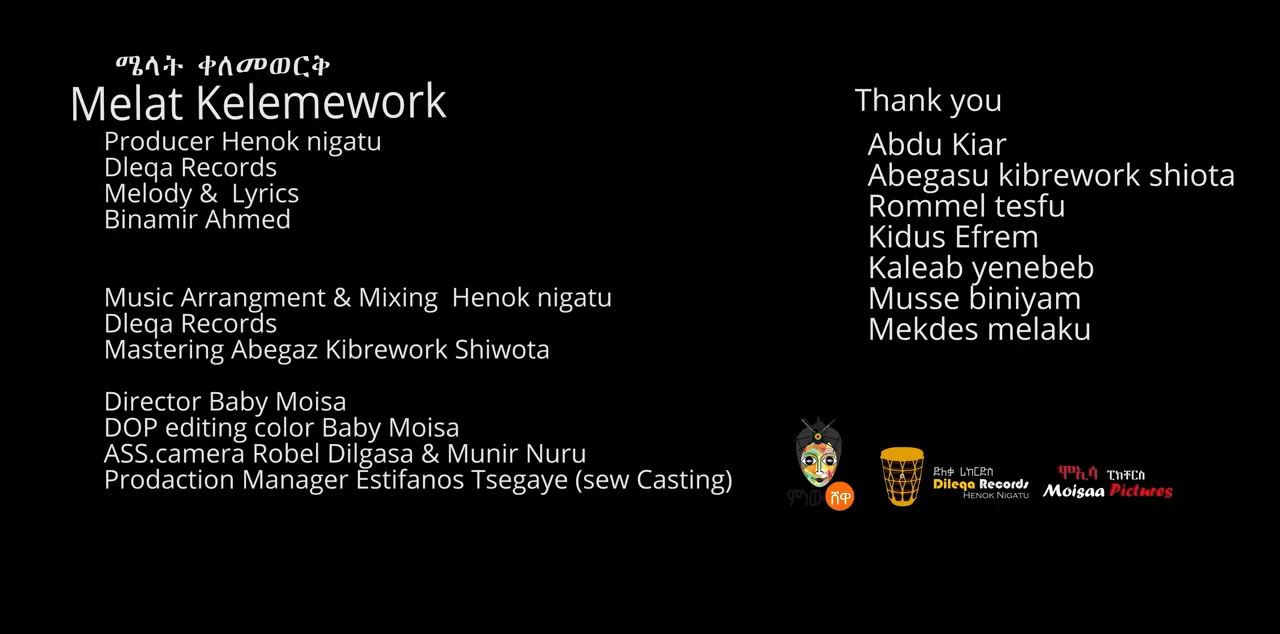 ሜላት ቀለመወርቅ
Melat Kelemework
Producer Henok nigatu
Dleqa Records
Melody & Lyrics
Binamir Ahmed
Music Arrangment & Mixing Henok nigatu
Dleqa Records
Mastering Abegaz Kibrework Shiwota
Director Baby Moisa
DOP editing color Baby Moisa
ASS.camera Robel Dilgasa & Munir Nuru
Prodaction Manager Estifanos Tsegaye (sew Casting)
Thank you
Abdu Kiar
Abegasu kibrework shiota
Rommel tesfu
Kidus Efrem
Kaleab yenebeb
Musse biniyam
Mekdes melaku
ምው
ሸዋ
ድለቃ ሪከርድስ
Dileqa Records
HENOK NIGATU
ሞኢሳ ፒክቸርስ
Moisaa Pictures